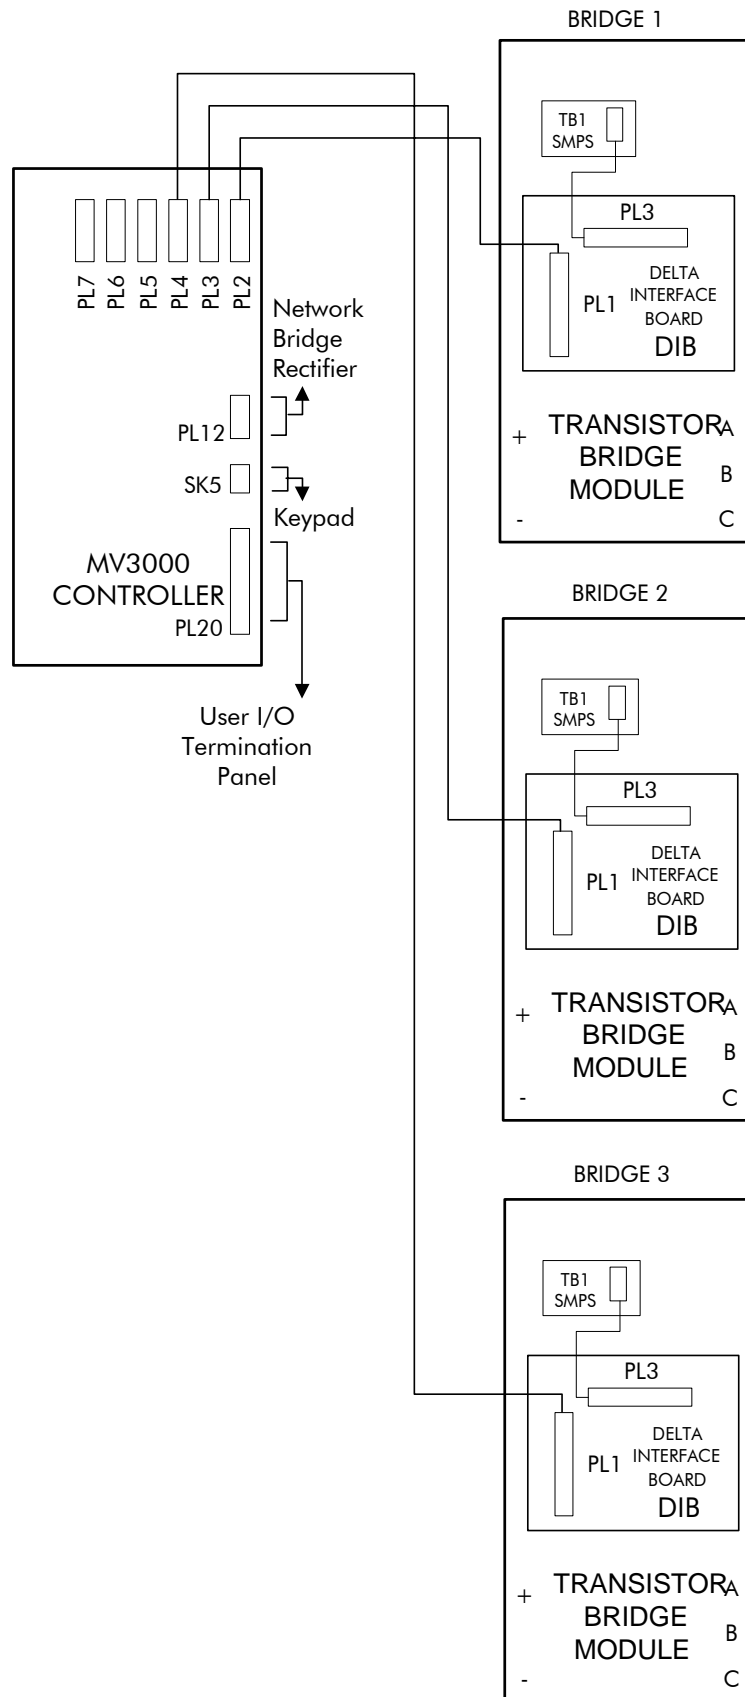 BRIDGE 1
TB1
SMPS
PL3
PL1
DELTA
INTERFACE
BOARD
DIB
+
TRANSISTOR
BRIDGE
MODULE
-
A
B
C
PL7
PL6
PL5
PL4
PL3
PL2
Network
Bridge
Rectifier
PL12
SK5
Keypad
MV3000
CONTROLLER
PL20
User I/O
Termination
Panel
BRIDGE 2
TB1
SMPS
PL3
PL1
DELTA
INTERFACE
BOARD
DIB
+
TRANSISTOR
BRIDGE
MODULE
-
A
B
C
BRIDGE 3
TB1
SMPS
PL3
PL1
DELTA
INTERFACE
BOARD
DIB
+
TRANSISTOR
BRIDGE
MODULE
-
A
B
C